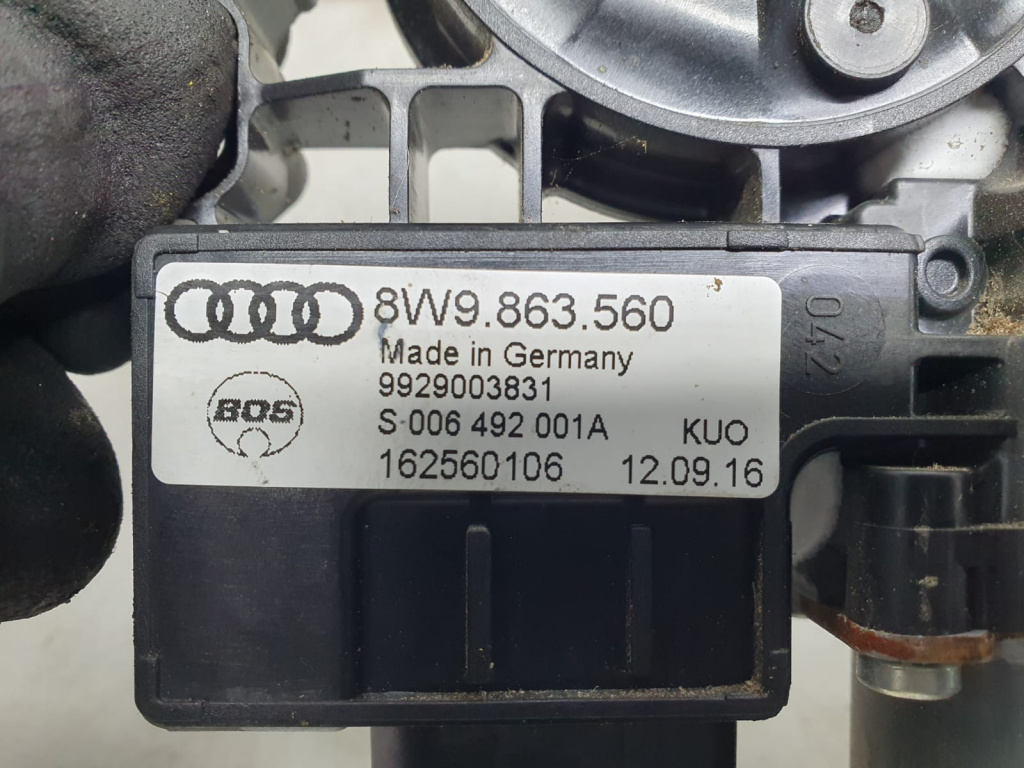 8W9.863.560
Made in Germany
9929003831
BOS
S-006 492 001A KUO
162560106 12.09.16
042